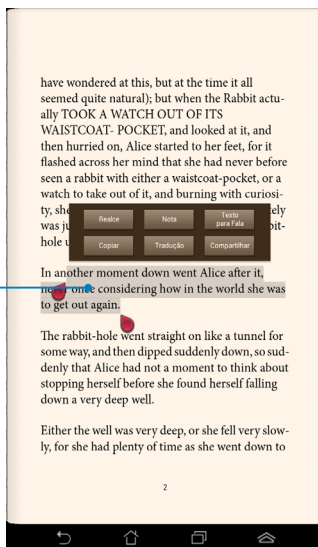 have wondered at this, but at the time it all
seemed quite natural); but when the Rabbit actu-
ally TOOK A WATCH OUT OF ITS
WAISTCOAT- POCKET, and looked at it, and
then hurried on, Alice started to her feet, for it
flashed across her mind that she had never before
seen a rabbit with either a waistcoat-pocket, or a
watch to take out of it, and burning with curiosi-
ty, she
was ju
hole u
Realce Nota Texto para Fala
Copiar Tradução Compartilhar
In another moment down went Alice after it,
never once considering how in the world she was
to get out again.
The rabbit-hole went straight on like a tunnel for
some way, and then dipped suddenly down, so sud-
denly that Alice had not a moment to think about
stopping herself before she found herself falling
down a very deep well.
Either the well was very deep, or she fell very slow-
ly, for she had plenty of time as she went down to
2